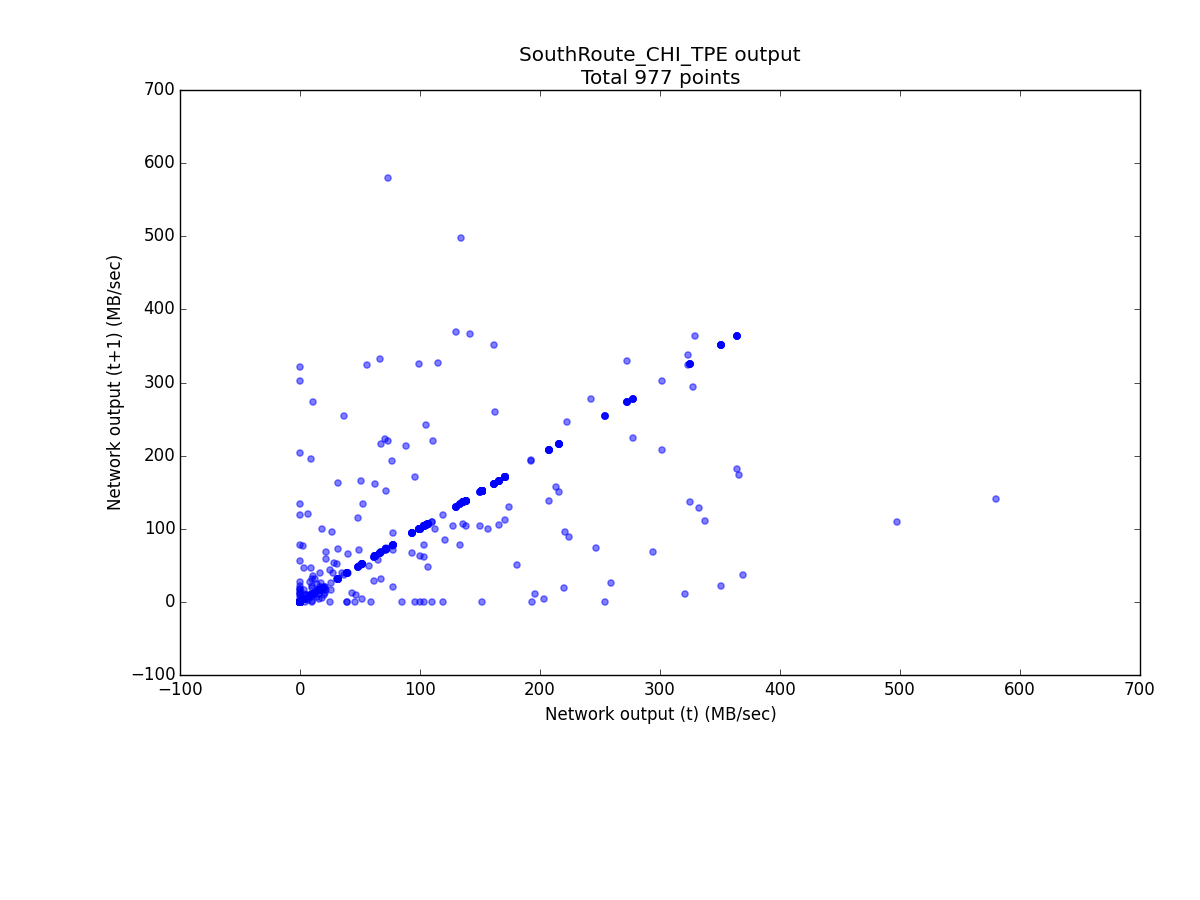 SouthRoute_CHI_TPE output
Total 977 points
700
600
500
400
300
200
100
0
−100
Network output (t+1) (MB/sec)
−100 0 100 200 300 400 500 600 700
Network output (t) (MB/sec)